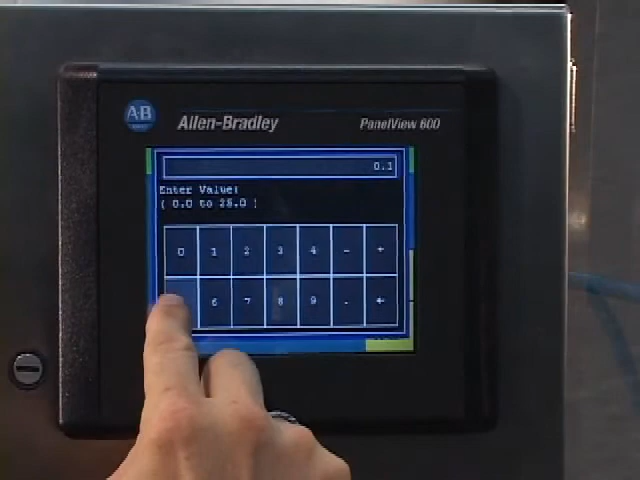 A·B
Allen-Bradley
PanelView 600
0.1
Enter Value:
( 0.0 to 25.0 )
0 1 2 3 4 -
6 7 8 9 .